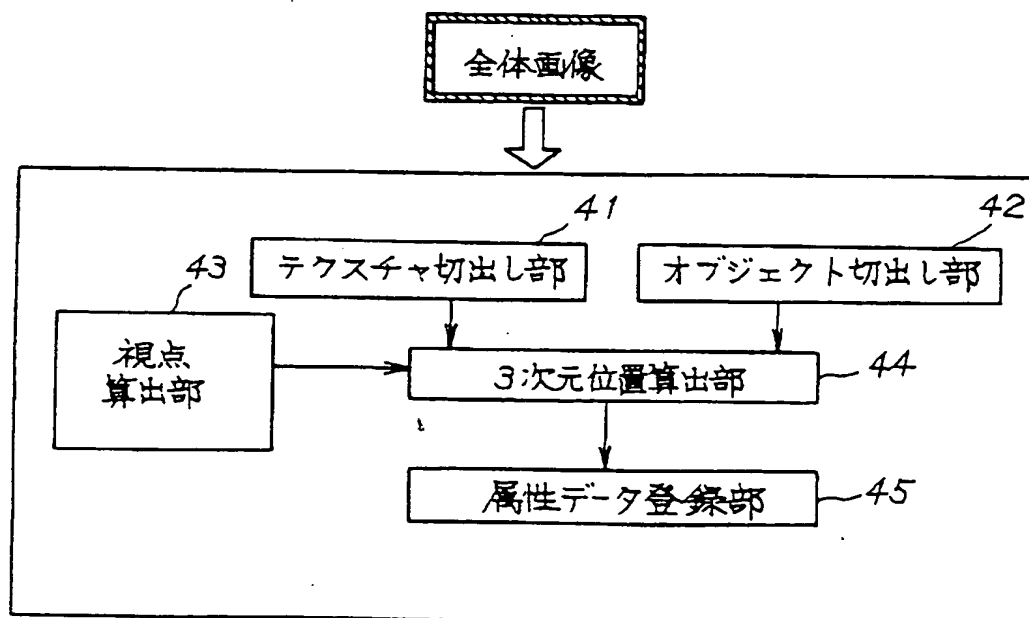 全体画像
41
42
テクスチャ切出し部
オブジェクト切出し部
43
視点
算出部
3次元位置算出部
44
属性データ登録部
45